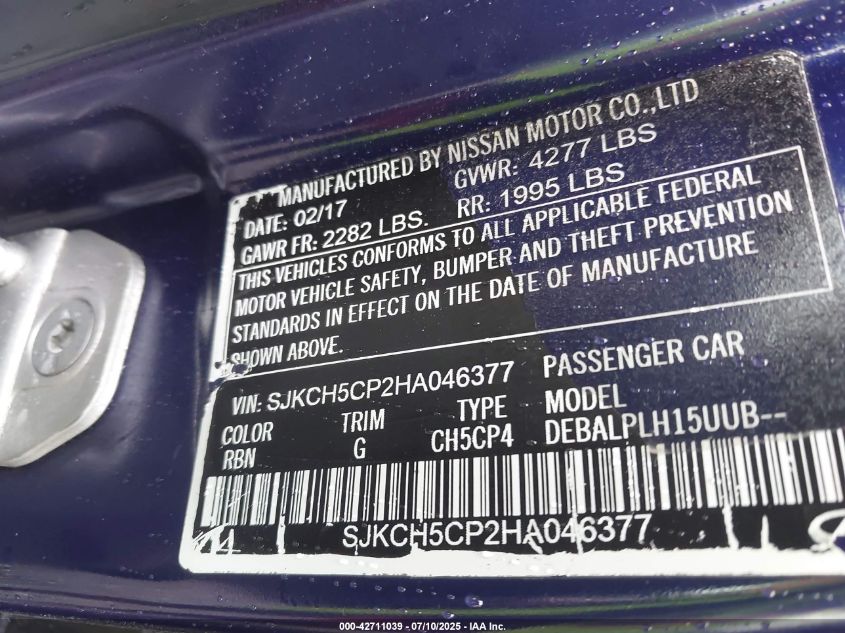 MANUFACTURED BY NISSAN MOTOR CO.,LTD
DATE: 02/17 GVWR: 4277 LBS
GAWR FR: 2282 LBS. RR: 1995 LBS
THIS VEHICLES CONFORMS TO ALL APPLICABLE FEDERAL
MOTOR VEHICLE SAFETY, BUMPER AND THEFT PREVENTION
STANDARDS IN EFFECT ON THE DATE OF MANUFACTURE
SHOWN ABOVE.
VIN: SJKCH5CP2HA046377 PASSENGER CAR
COLOR TRIM TYPE MODEL
RBN G CH5CP4 DEBALPLH15UUB--
SJKCH5CP2HA046377
000-42711039 - 07/10/2025 - IAA Inc.